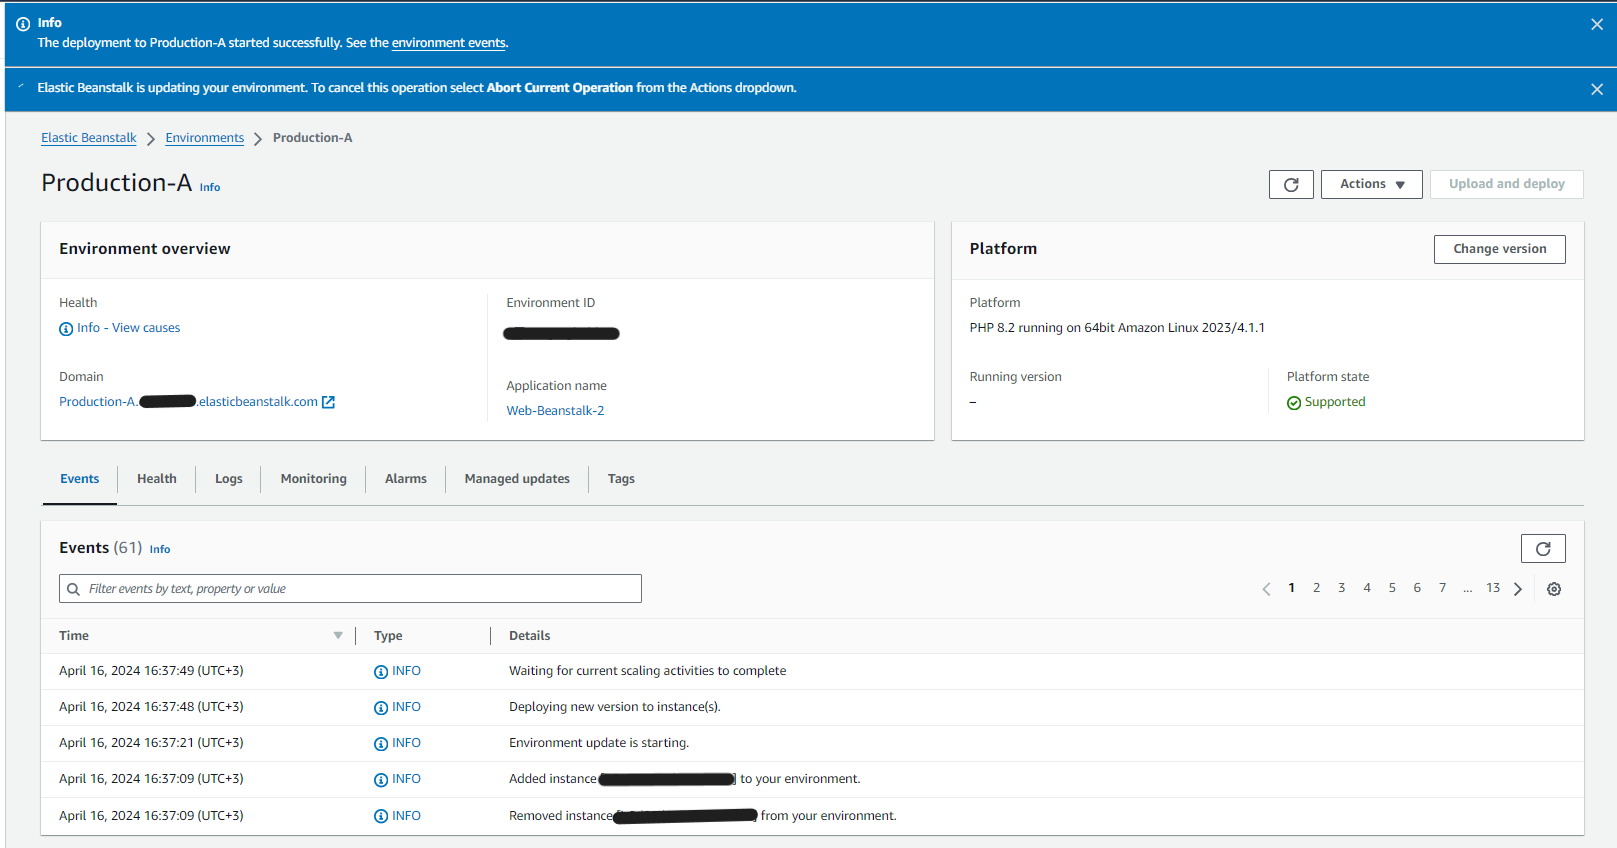 Info
The deployment to Production-A started successfully. See the environment events.
Elastic Beanstalk is updating your environment. To cancel this operation select Abort Current Operation from the Actions dropdown.
Elastic Beanstalk > Environments > Production-A
Production-A Info
Actions ▼ Upload and deploy
Environment overview
Health
Info - View causes
Domain
Production-A. .elasticbeanstalk.com
Environment ID
Application name
Web-Beanstalk-2
Platform
Change version
Platform
PHP 8.2 running on 64bit Amazon Linux 2023/4.1.1
Running version
–
Platform state
Supported
Events Health Logs Monitoring Alarms Managed updates Tags
Events (61) Info
Filter events by text, property or value
1 2 3 4 5 6 7 ... 13
Time Type Details
April 16, 2024 16:37:49 (UTC+3) INFO Waiting for current scaling activities to complete
April 16, 2024 16:37:48 (UTC+3) INFO Deploying new version to instance(s).
April 16, 2024 16:37:21 (UTC+3) INFO Environment update is starting.
April 16, 2024 16:37:09 (UTC+3) INFO Added instance ] to your environment.
April 16, 2024 16:37:09 (UTC+3) INFO Removed instance from your environment.